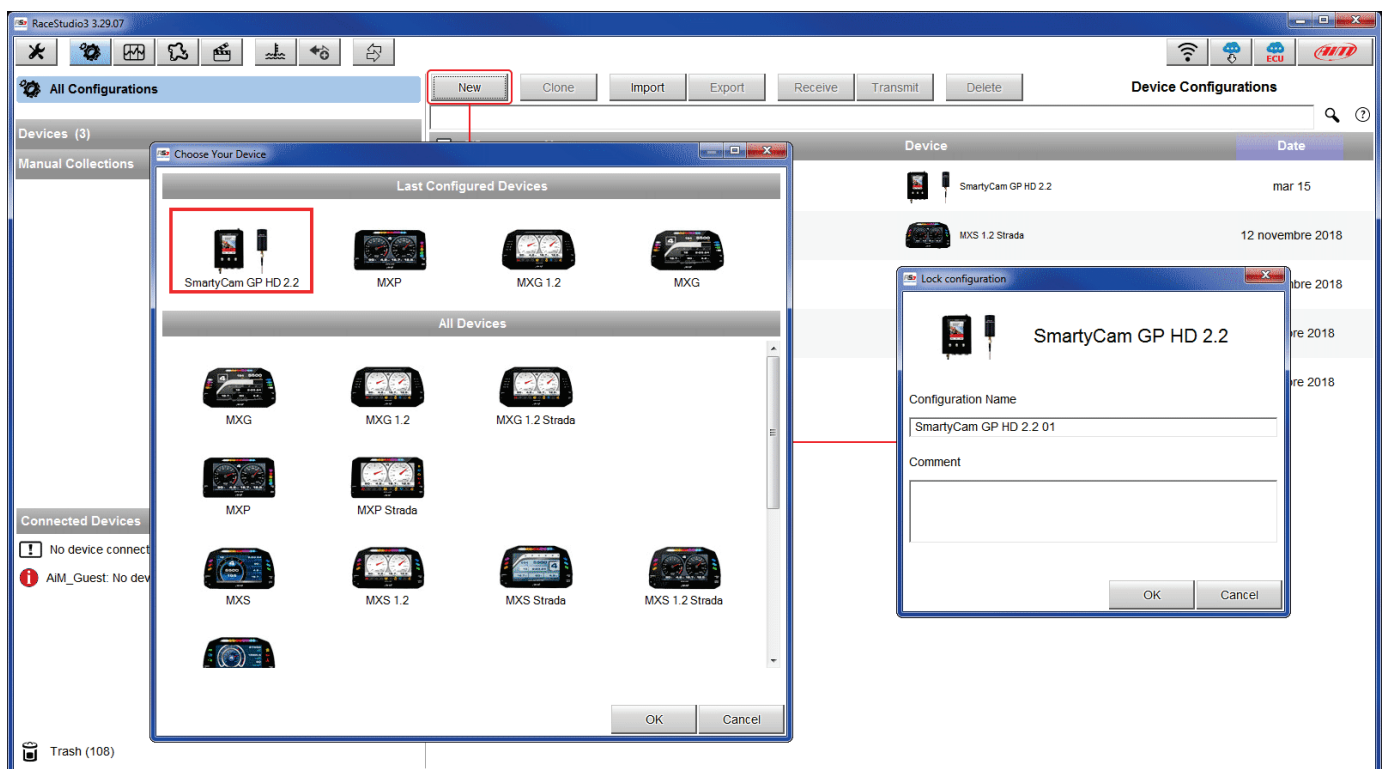 RaceStudio3 3.29.07
ECU
AiM
All Configurations
New
Clone
Import
Export
Receive
Transmit
Delete
Device Configurations
Devices (3)
Manual Collections
Device
Date
SmartyCam GP HD 2.2
mar 15
MXS 1.2 Strada
12 novembre 2018
bre 2018
re 2018
re 2018
Choose Your Device
Last Configured Devices
SmartyCam GP HD 2.2
MXP
MXG 1.2
MXG
All Devices
MXG
MXG 1.2
MXG 1.2 Strada
MXP
MXP Strada
MXS
MXS 1.2
MXS Strada
MXS 1.2 Strada
OK
Cancel
Lock configuration
SmartyCam GP HD 2.2
Configuration Name
SmartyCam GP HD 2.2 01
Comment
OK
Cancel
Connected Devices
No device connect
AiM_Guest: No dev
Trash (108)